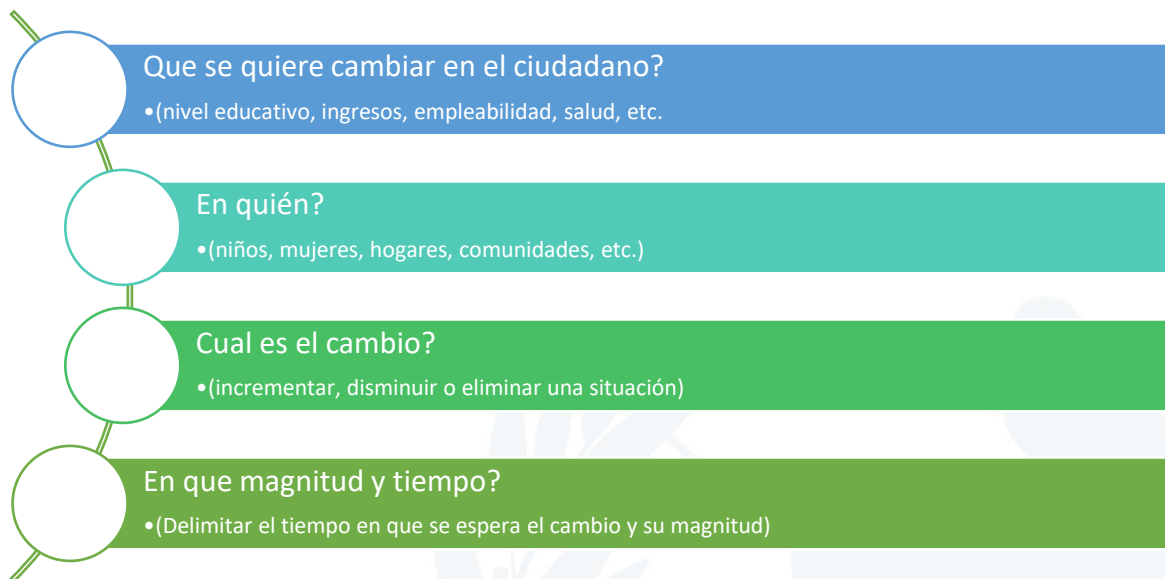 Que se quiere cambiar en el ciudadano?
•(nivel educativo, ingresos, empleabilidad, salud, etc.
En quién?
•(niños, mujeres, hogares, comunidades, etc.)
Cual es el cambio?
•(incrementar, disminuir o eliminar una situación)
En que magnitud y tiempo?
•(Delimitar el tiempo en que se espera el cambio y su magnitud)